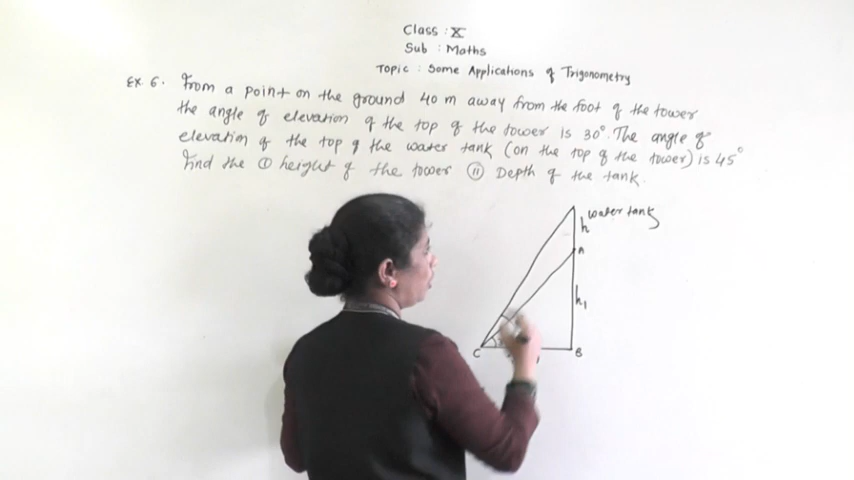 Class : X
Sub : Maths
Topic : Some Applications of Trigonometry
Ex 6. From a point on the ground 40 m away from the foot of the tower
the angle of elevation of the top of the tower is 30°. The angle of
elevation of the top of the water tank (on the top of the tower) is 45°
Find the (i) height of the tower (ii) Depth of the tank.
water tank
h
A
h1
C
B